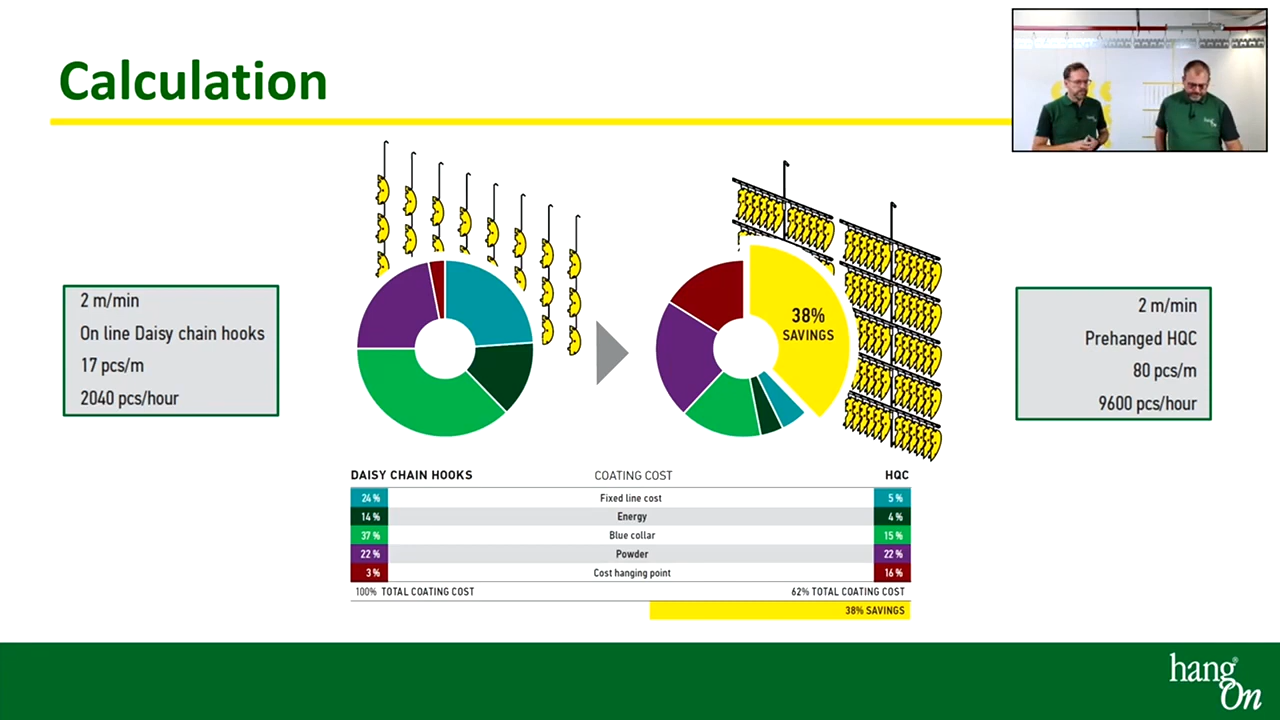 Calculation
2 m/min
On line Daisy chain hooks
17 pcs/m
2040 pcs/hour
38%
SAVINGS
2 m/min
Prehanged HQC
80 pcs/m
9600 pcs/hour
DAISY CHAIN HOOKS COATING COST HQC
24 % Fixed line cost 5 %
14 % Energy 4 %
37 % Blue collar 15 %
22 % Powder 22 %
3 % Cost hanging point 16 %
100% TOTAL COATING COST 62% TOTAL COATING COST
38% SAVINGS
hang®
On